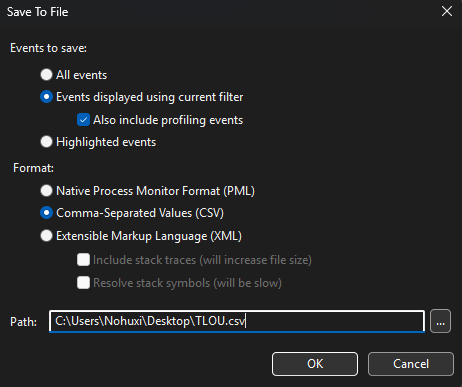 Save To File
Events to save:
All events
Events displayed using current filter
Also include profiling events
Highlighted events
Format:
Native Process Monitor Format (PML)
Comma-Separated Values (CSV)
Extensible Markup Language (XML)
Include stack traces (will increase file size)
Resolve stack symbols (will be slow)
Path: C:\Users\Nohuxi\Desktop\TLOU.csv ...
OK Cancel